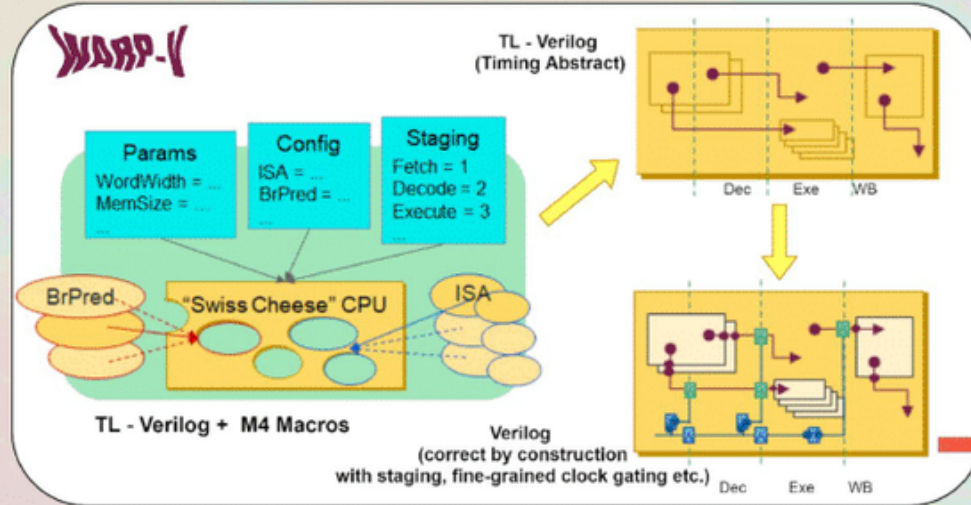 WARP-V
Params
WordWidth = ...
MemSize = ...
...
Config
ISA = ...
BrPred = ...
...
Staging
Fetch = 1
Decode = 2
Execute = 3
...
BrPred
"Swiss Cheese" CPU
ISA
TL - Verilog + M4 Macros
TL - Verilog
(Timing Abstract)
Dec Exe WB
Verilog
(correct by construction
with staging, fine-grained clock gating etc.)
Dec Exe WB